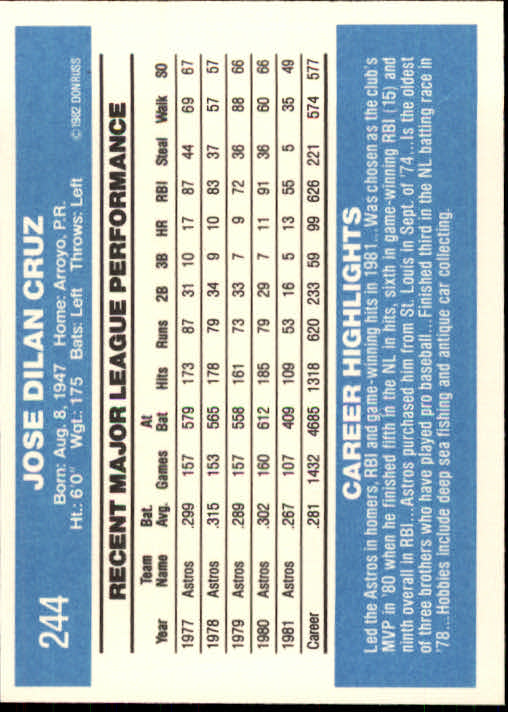 244
JOSE DILAN CRUZ
Born: Aug. 8, 1947 Home: Arroyo, P.R.
Ht.: 6'0" Wgt.: 175 Bats: Left Throws: Left
© 1982 DONRUSS
RECENT MAJOR LEAGUE PERFORMANCE
Team Bat. At
Year Name Avg. Games Bat Hits Runs 2B 3B HR RBI Steal Walk SO
1977 Astros .299 157 579 173 87 31 10 17 87 44 69 67
1978 Astros .315 153 565 178 79 34 9 10 83 37 57 57
1979 Astros .289 157 558 161 73 33 7 9 72 36 88 66
1980 Astros .302 160 612 185 79 29 7 11 91 36 60 66
1981 Astros .267 107 409 109 53 16 5 13 55 5 35 49
Career .281 1432 4685 1318 620 233 59 99 626 221 574 577
CAREER HIGHLIGHTS
Led the Astros in homers, RBI and game-winning hits in 1981...Was chosen as the club's
MVP in '80 when he finished fifth in the NL in hits, sixth in game-winning RBI (15) and
ninth overall in RBI...Astros purchased him from St. Louis in Sept. of '74...Is the oldest
of three brothers who have played pro baseball...Finished third in the NL batting race in
'78...Hobbies include deep sea fishing and antique car collecting.